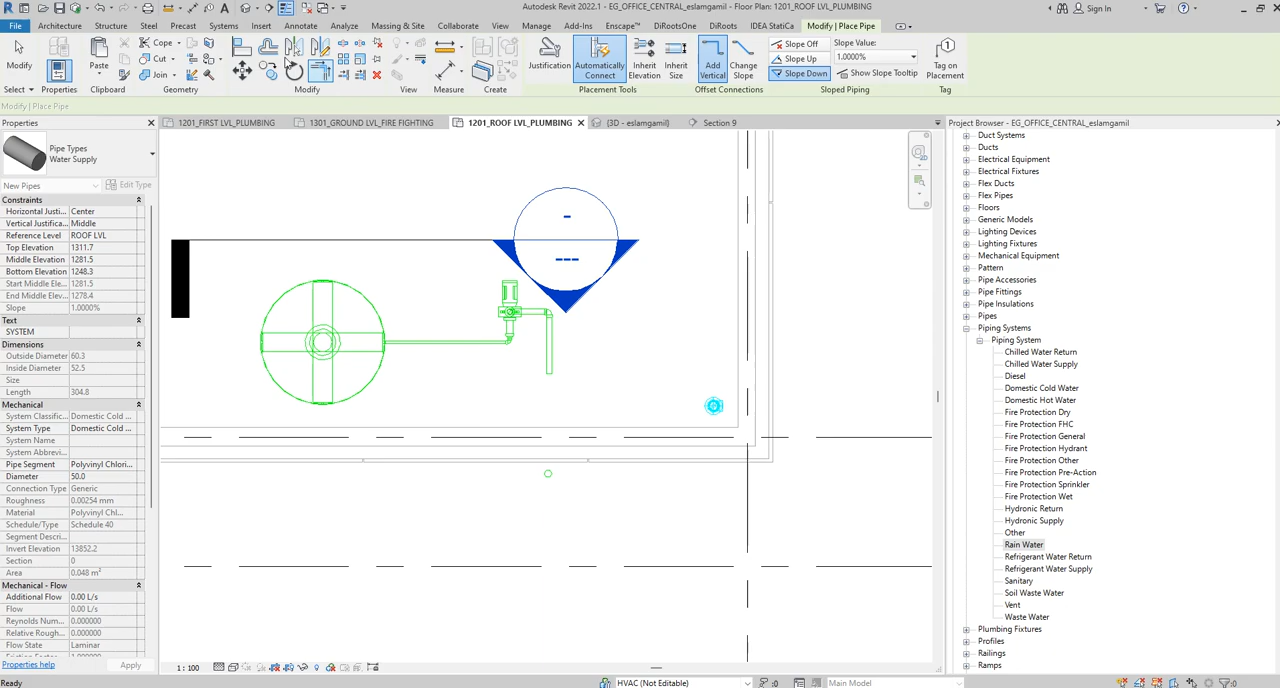 Autodesk Revit 2022.1 - EG_OFFICE_CENTRAL_eslamgamil - Floor Plan: 1201_ROOF LVL_PLUMBING
Sign In
File Architecture Structure Steel Precast Systems Insert Annotate Analyze Massing & Site Collaborate View Manage Add-Ins Enscape™ DiRootsOne DiRoots IDEA StatiCa Modify | Place Pipe
Modify
Paste
Cope
Cut
Join
Justification
Automatically Connect
Inherit Elevation
Inherit Size
Add Vertical
Change Slope
Slope Off
Slope Up
Slope Down
Slope Value:
1.0000%
Show Slope Tooltip
Tag on Placement
Select Properties Clipboard Geometry Modify View Measure Create Placement Tools Offset Connections Sloped Piping Tag
Modify | Place Pipe
Properties
1201_FIRST LVL_PLUMBING
1301_GROUND LVL_FIRE FIGHTING
1201_ROOF LVL_PLUMBING
(3D - eslamgamil)
Section 9
Project Browser - EG_OFFICE_CENTRAL_eslamgamil
Pipe Types
Water Supply
New Pipes
Edit Type
Constraints
Horizontal Justi... Center
Vertical Justifica... Middle
Reference Level ROOF LVL
Top Elevation 1311.7
Middle Elevation 1281.5
Bottom Elevation 1248.3
Start Middle Ele... 1281.5
End Middle Elev... 1278.4
Slope 1.0000%
Text
SYSTEM
Dimensions
Outside Diameter 60.3
Inside Diameter 52.5
Size
Length 304.8
Mechanical
System Classific... Domestic Cold ...
System Type Domestic Cold ...
System Name
System Abbrevi...
Pipe Segment Polyvinyl Chlori...
Diameter 50.0
Connection Type Generic
Roughness 0.00254 mm
Material Polyvinyl Chl...
Schedule/Type Schedule 40
Segment Descri...
Invert Elevation 13852.2
Section 0
Area 0.048 m²
Mechanical - Flow
Additional Flow 0.00 L/s
Flow 0.00 L/s
Reynolds Num... 0.000000
Relative Rough... 0.000000
Flow State Laminar
Properties help
Apply
Duct Systems
Ducts
Electrical Equipment
Electrical Fixtures
Flex Ducts
Flex Pipes
Floors
Generic Models
Lighting Devices
Lighting Fixtures
Mechanical Equipment
Pattern
Pipe Accessories
Pipe Fittings
Pipe Insulations
Pipes
Piping Systems
Piping System
Chilled Water Return
Chilled Water Supply
Diesel
Domestic Cold Water
Domestic Hot Water
Fire Protection Dry
Fire Protection FHC
Fire Protection General
Fire Protection Hydrant
Fire Protection Other
Fire Protection Pre-Action
Fire Protection Sprinkler
Fire Protection Wet
Hydronic Return
Hydronic Supply
Other
Rain Water
Refrigerant Water Return
Refrigerant Water Supply
Sanitary
Soil Waste Water
Vent
Waste Water
Plumbing Fixtures
Profiles
Railings
Ramps
1 : 100
Ready
HVAC (Not Editable)
:0
Main Model
:0